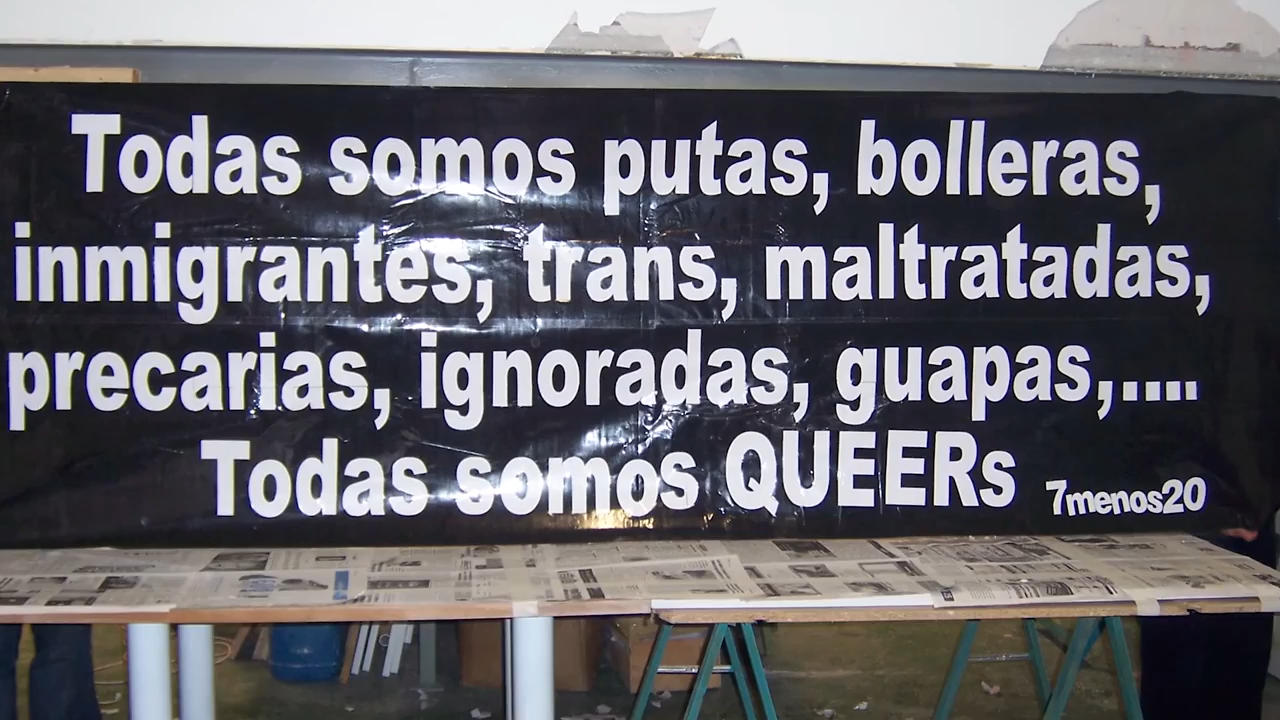 Todas somos putas, bolleras,
inmigrantes, trans, maltratadas,
precarias, ignoradas, guapas,....
Todas somos QUEERs 7menos20